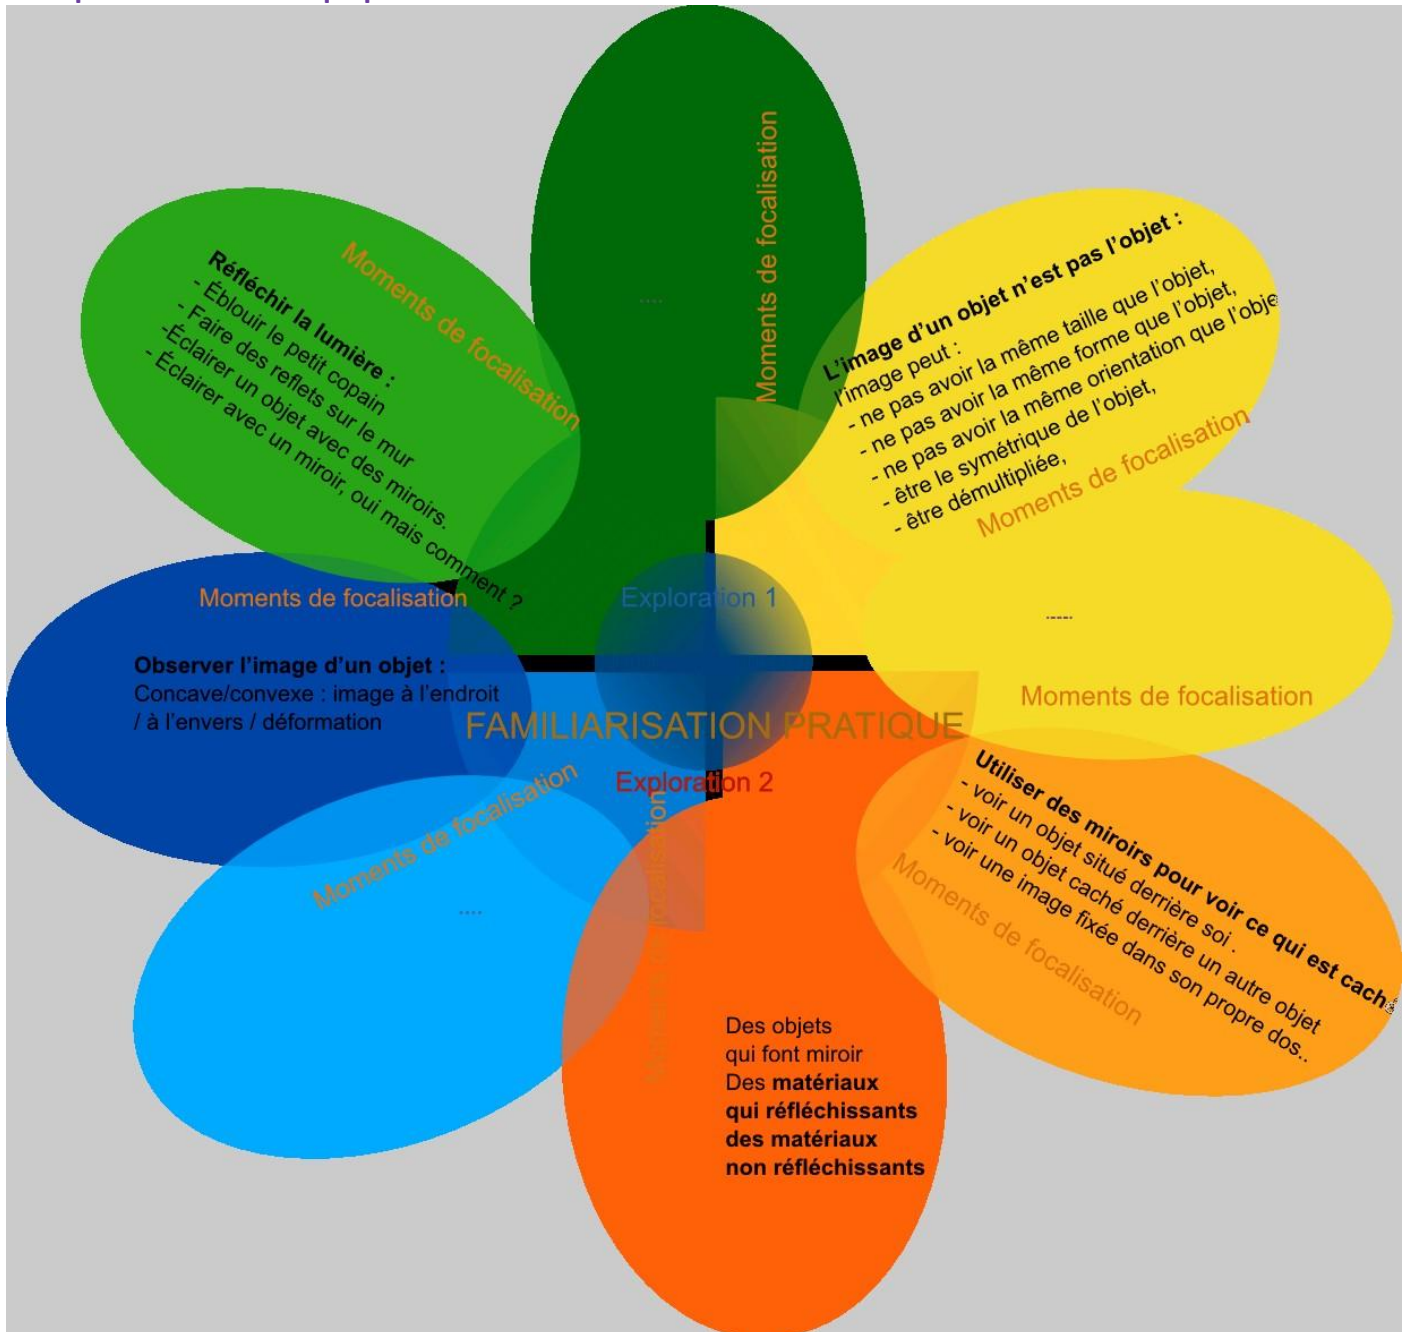 Moments de focalisation
....
Moments de focalisation
Réfléchir la lumière :
- Éblouir le petit copain
- Faire des reflets sur le mur
-Éclairer un objet avec des miroirs.
- Éclairer avec un miroir, oui mais comment ?
L'image d'un objet n'est pas l'objet :
l'image peut :
- ne pas avoir la même taille que l'objet,
- ne pas avoir la même forme que l'objet,
- ne pas avoir la même orientation que l'obje
- être le symétrique de l'objet,
- être démultipliée,
Moments de focalisation
Moments de focalisation
Exploration 1
-----
Observer l'image d'un objet :
Concave/convexe : image à l'endroit
/ à l'envers / déformation
Moments de focalisation
FAMILIARISATION PRATIQUE
Exploration 2
Moments de focalisation
....
Moments de focalisation
Utiliser des miroirs pour voir ce qui est caché
- voir un objet situé derrière soi .
- voir un objet caché derrière un autre objet
- voir une image fixée dans son propre dos..
Moments de focalisation
Des objets
qui font miroir
Des matériaux
qui réfléchissants
des matériaux
non réfléchissants